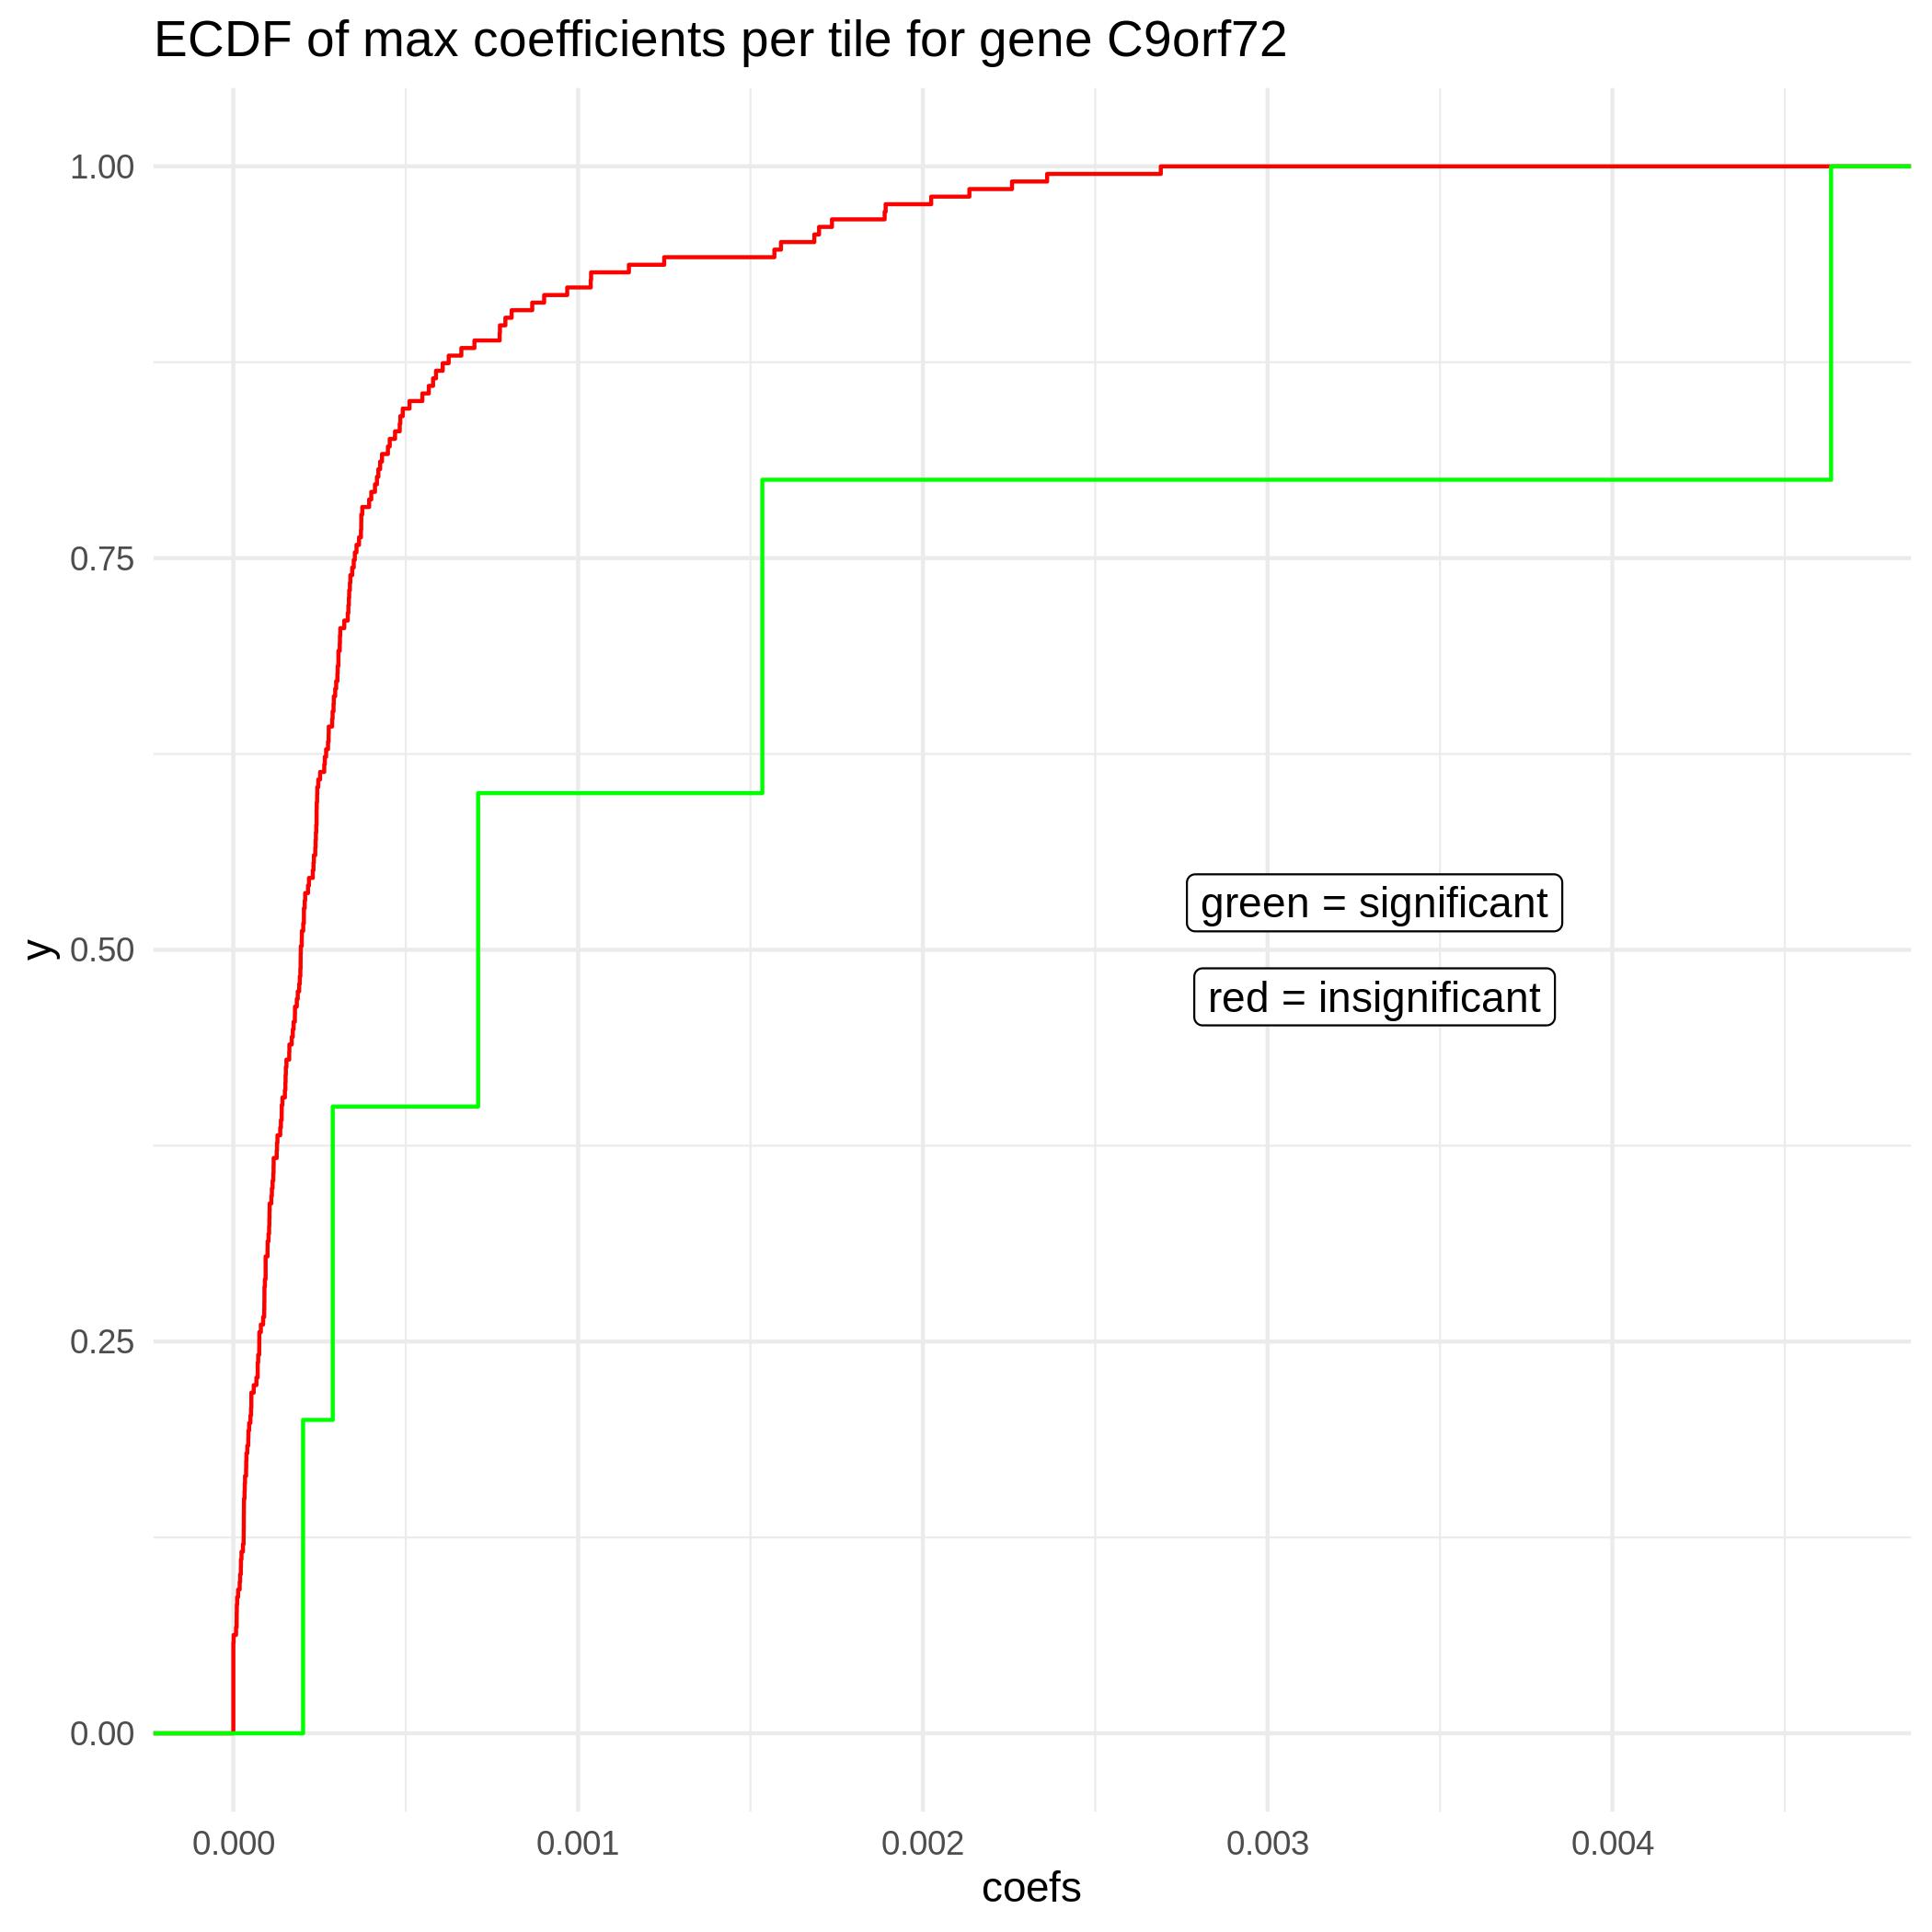 ECDF of max coefficients per tile for gene C9orf72
1.00
0.75
0.50
0.25
0.00
y
green = significant
red = insignificant
0.000
0.001
0.002
0.003
0.004
coefs